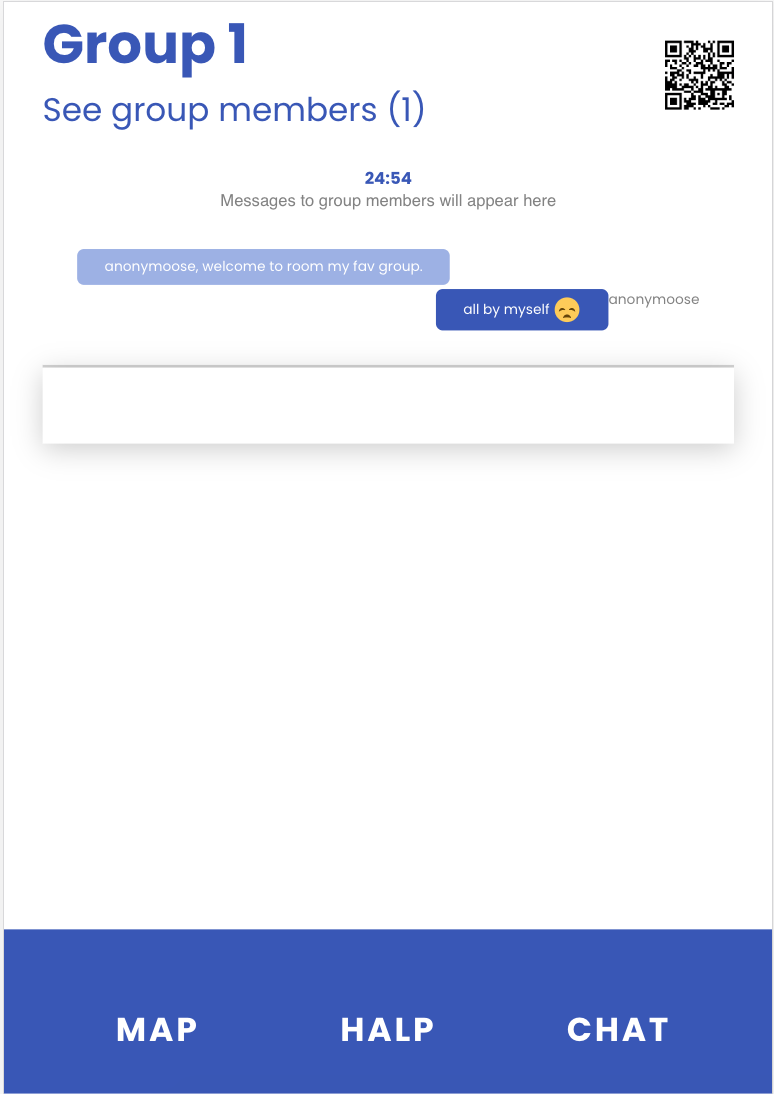 Group 1
See group members (1)
24:54
Messages to group members will appear here
anonymoose, welcome to room my fav group.
all by myself 😞 anonymoose
MAP HALP CHAT